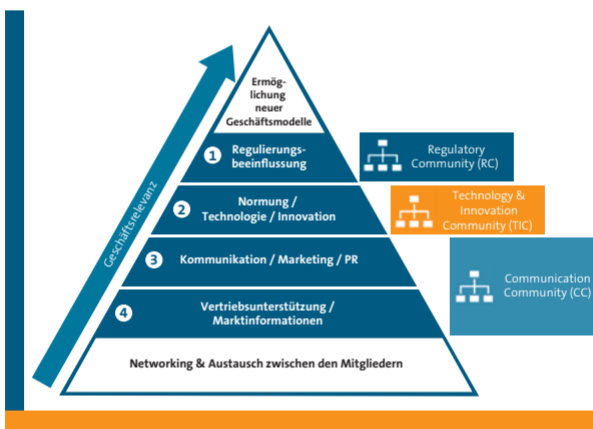 Ermög-
lichung
neuer
Geschäftsmodelle
1 Regulierungs-
beeinflussung
Regulatory
Community (RC)
2 Normung /
Technologie / Innovation
Technology &
Innovation
Community (TIC)
3 Kommunikation / Marketing / PR
Communication
Community (CC)
4 Vertriebsunterstützung /
Marktinformationen
Networking & Austausch zwischen den Mitgliedern
Geschäftsrelevanz